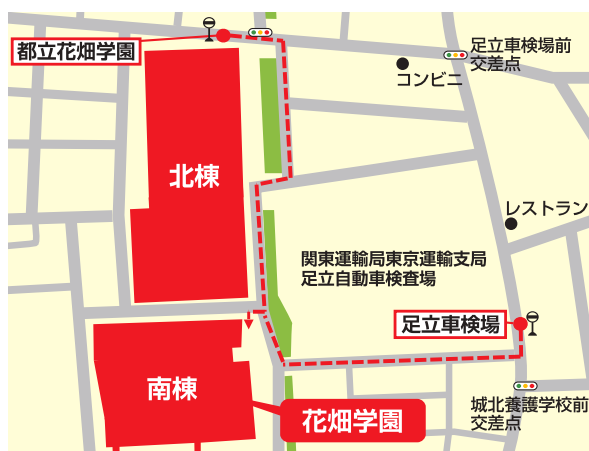 都立花畑学園
足立車検場前
交差点
コンビニ
北棟
レストラン
関東運輸局東京運輸支局
足立自動車検査場
足立車検場
南棟
花畑学園
城北養護学校前
交差点